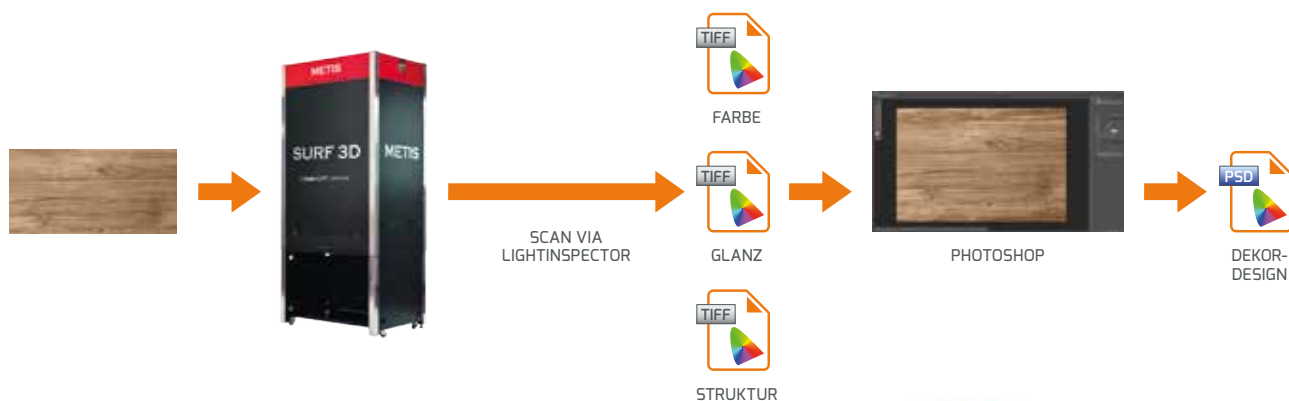 METIS
SURF 3D
METIS
SCAN VIA
LIGHTINSPECTOR
TIFF
FARBE
TIFF
GLANZ
TIFF
STRUKTUR
PHOTOSHOP
PSD
DEKOR-
DESIGN